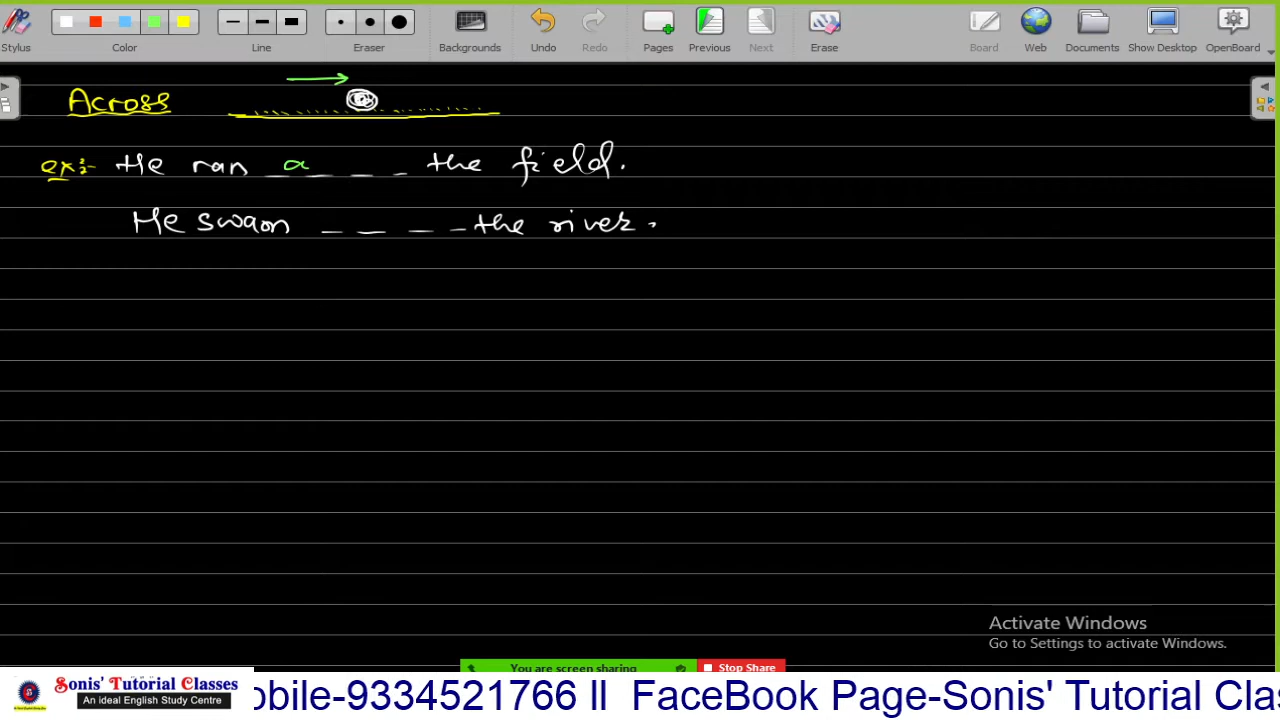 Stylus Color Line Eraser Backgrounds Undo Redo Pages Previous Next Erase Board Web Documents Show Desktop OpenBoard
Across
ex:- He ran a _ _ _ the field.
He swam _ _ _ _ the river.
Activate Windows
Go to Settings to activate Windows.
You are screen sharing Stop Share
Sonis' Tutorial Classes
An ideal English Study Centre
obile-9334521766 ll FaceBook Page-Sonis' Tutorial Clas